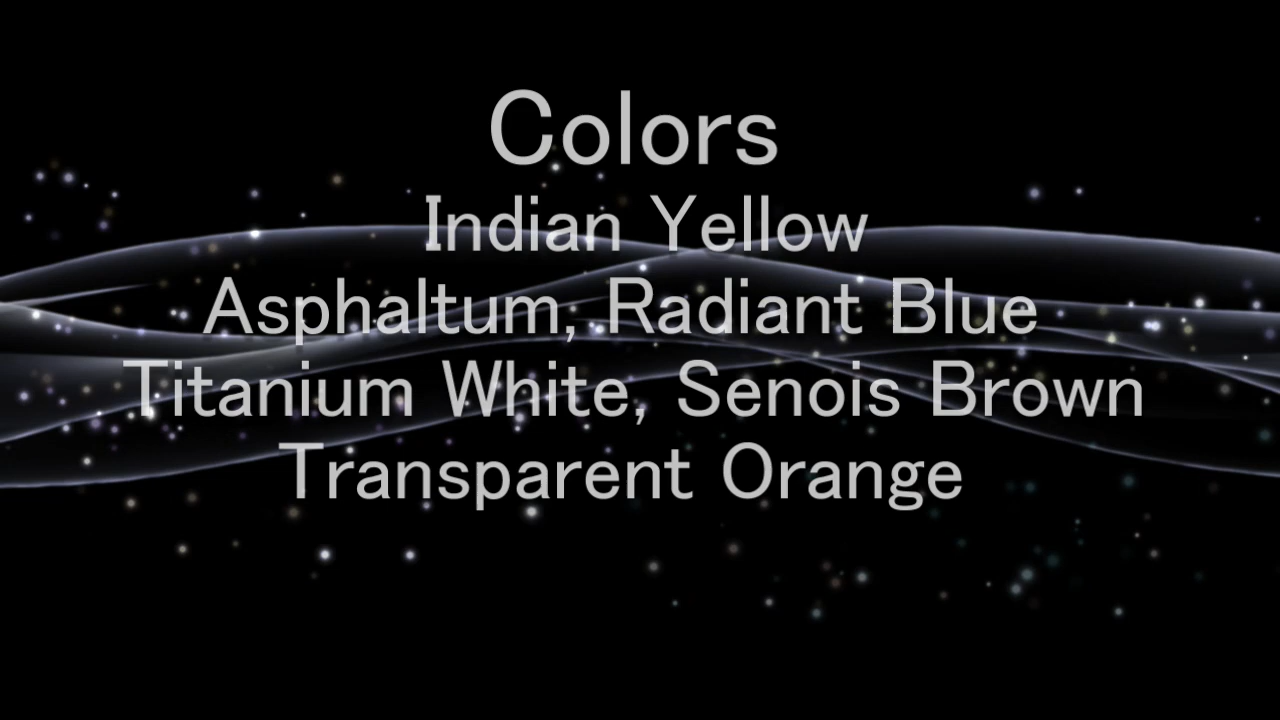 Colors
Indian Yellow
Asphaltum, Radiant Blue
Titanium White, Senois Brown
Transparent Orange